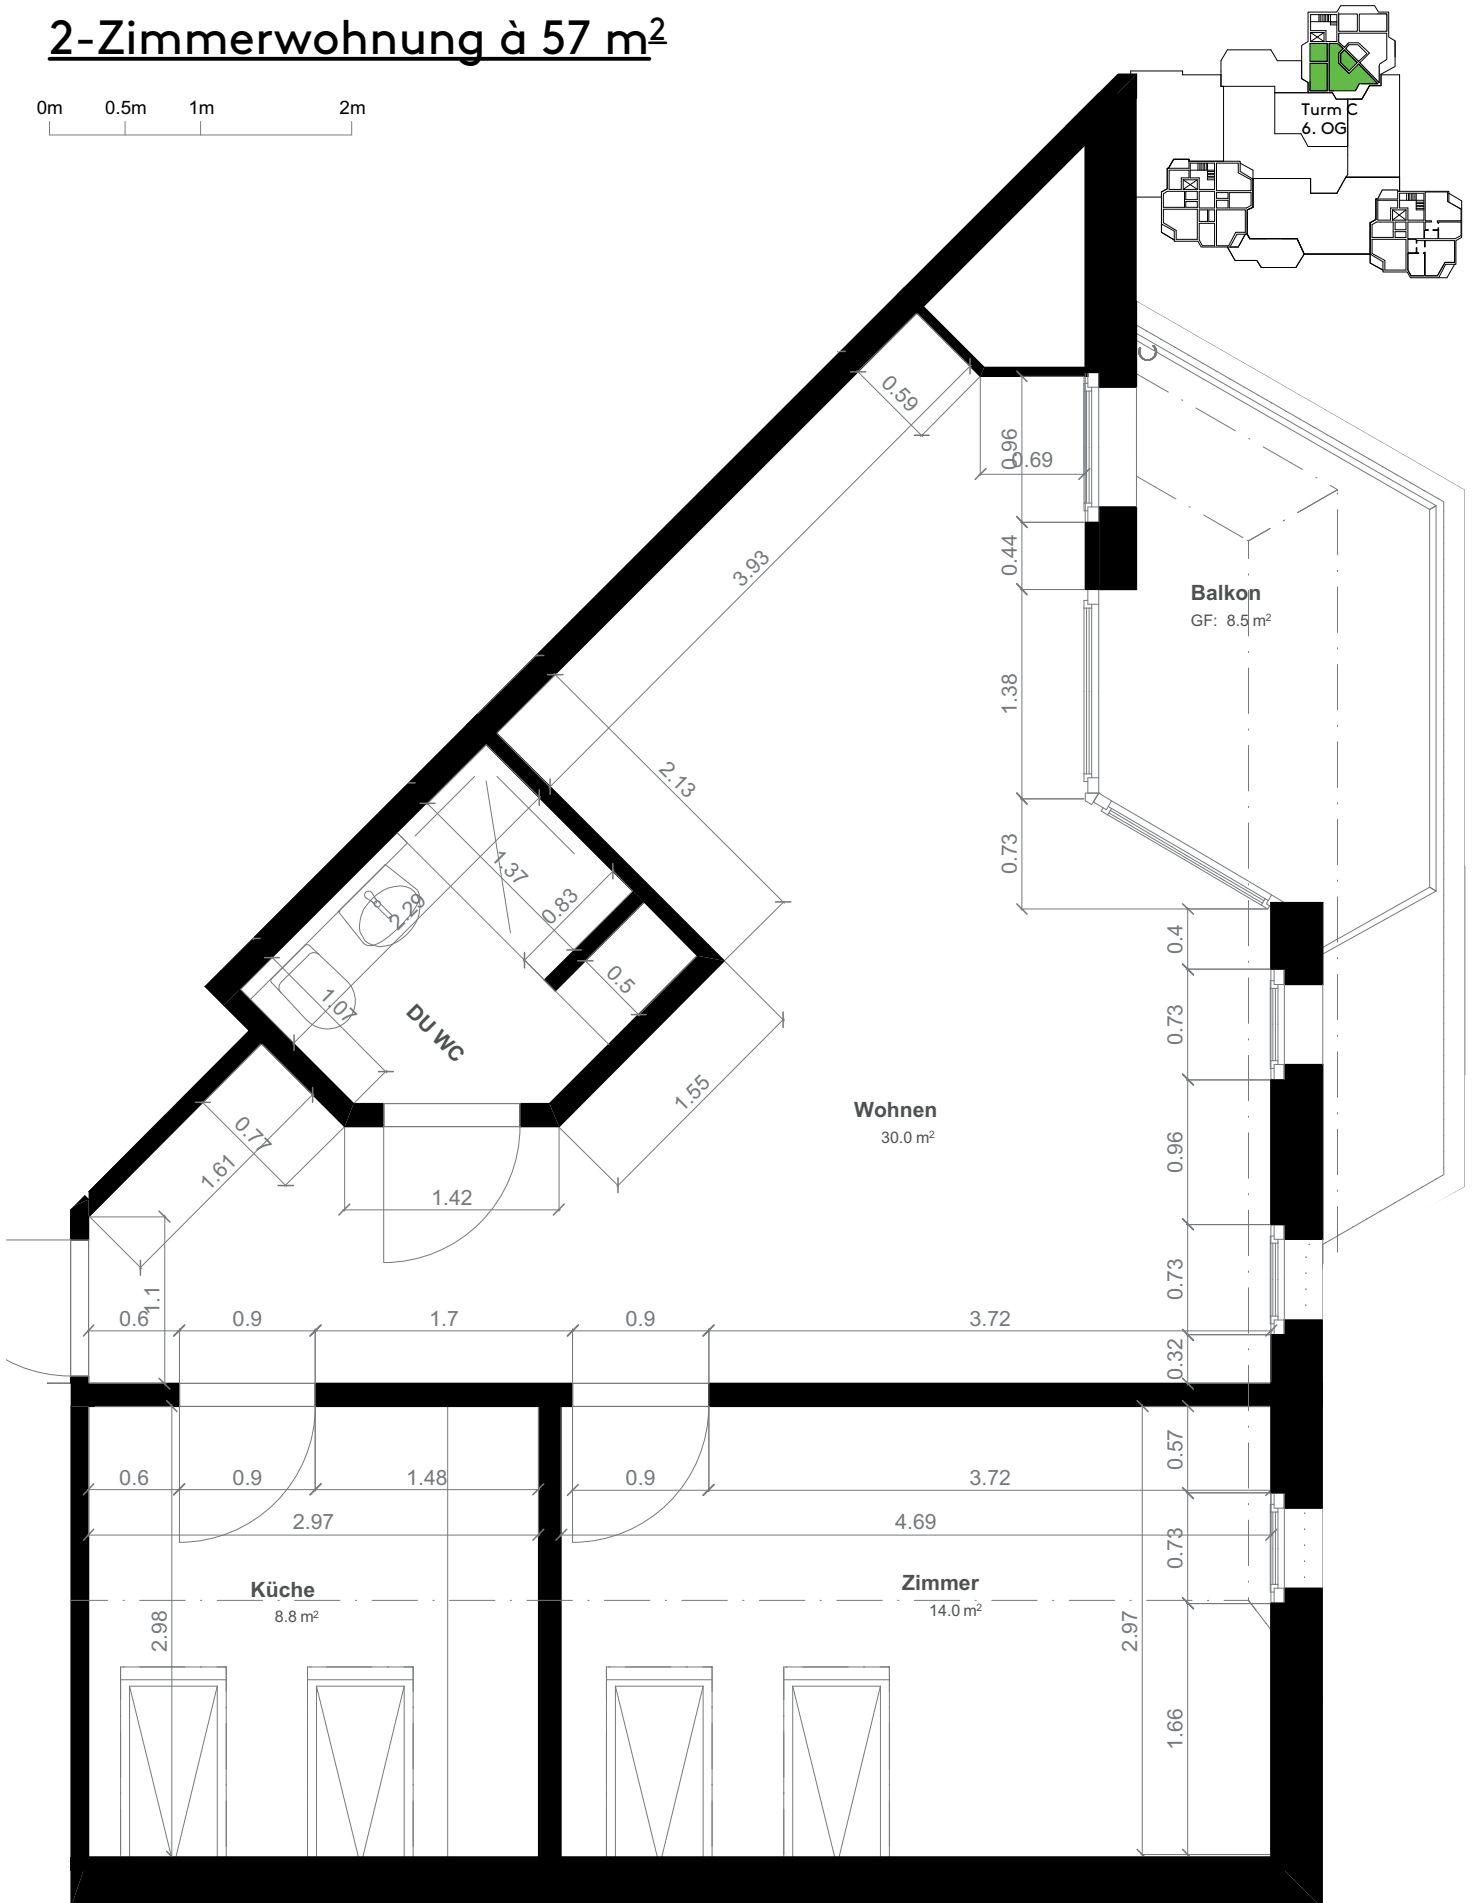 2-Zimmerwohnung à 57 m²
0m 0.5m 1m 2m
Turm C
6. OG
0.59
0.96
0.69
3.93
0.44
Balkon
GF: 8.5 m²
1.38
2.13
0.73
1.37
0.83
2.29
0.4
0.5
1.07
DU WC
0.73
1.55
Wohnen
30.0 m²
0.77
1.61
0.96
1.42
0.73
1.1
0.6 0.9 1.7 0.9 3.72
0.32
0.57
0.6 0.9 1.48 0.9 3.72
2.97 4.69
0.73
Küche
8.8 m²
Zimmer
14.0 m²
2.98
2.97
1.66